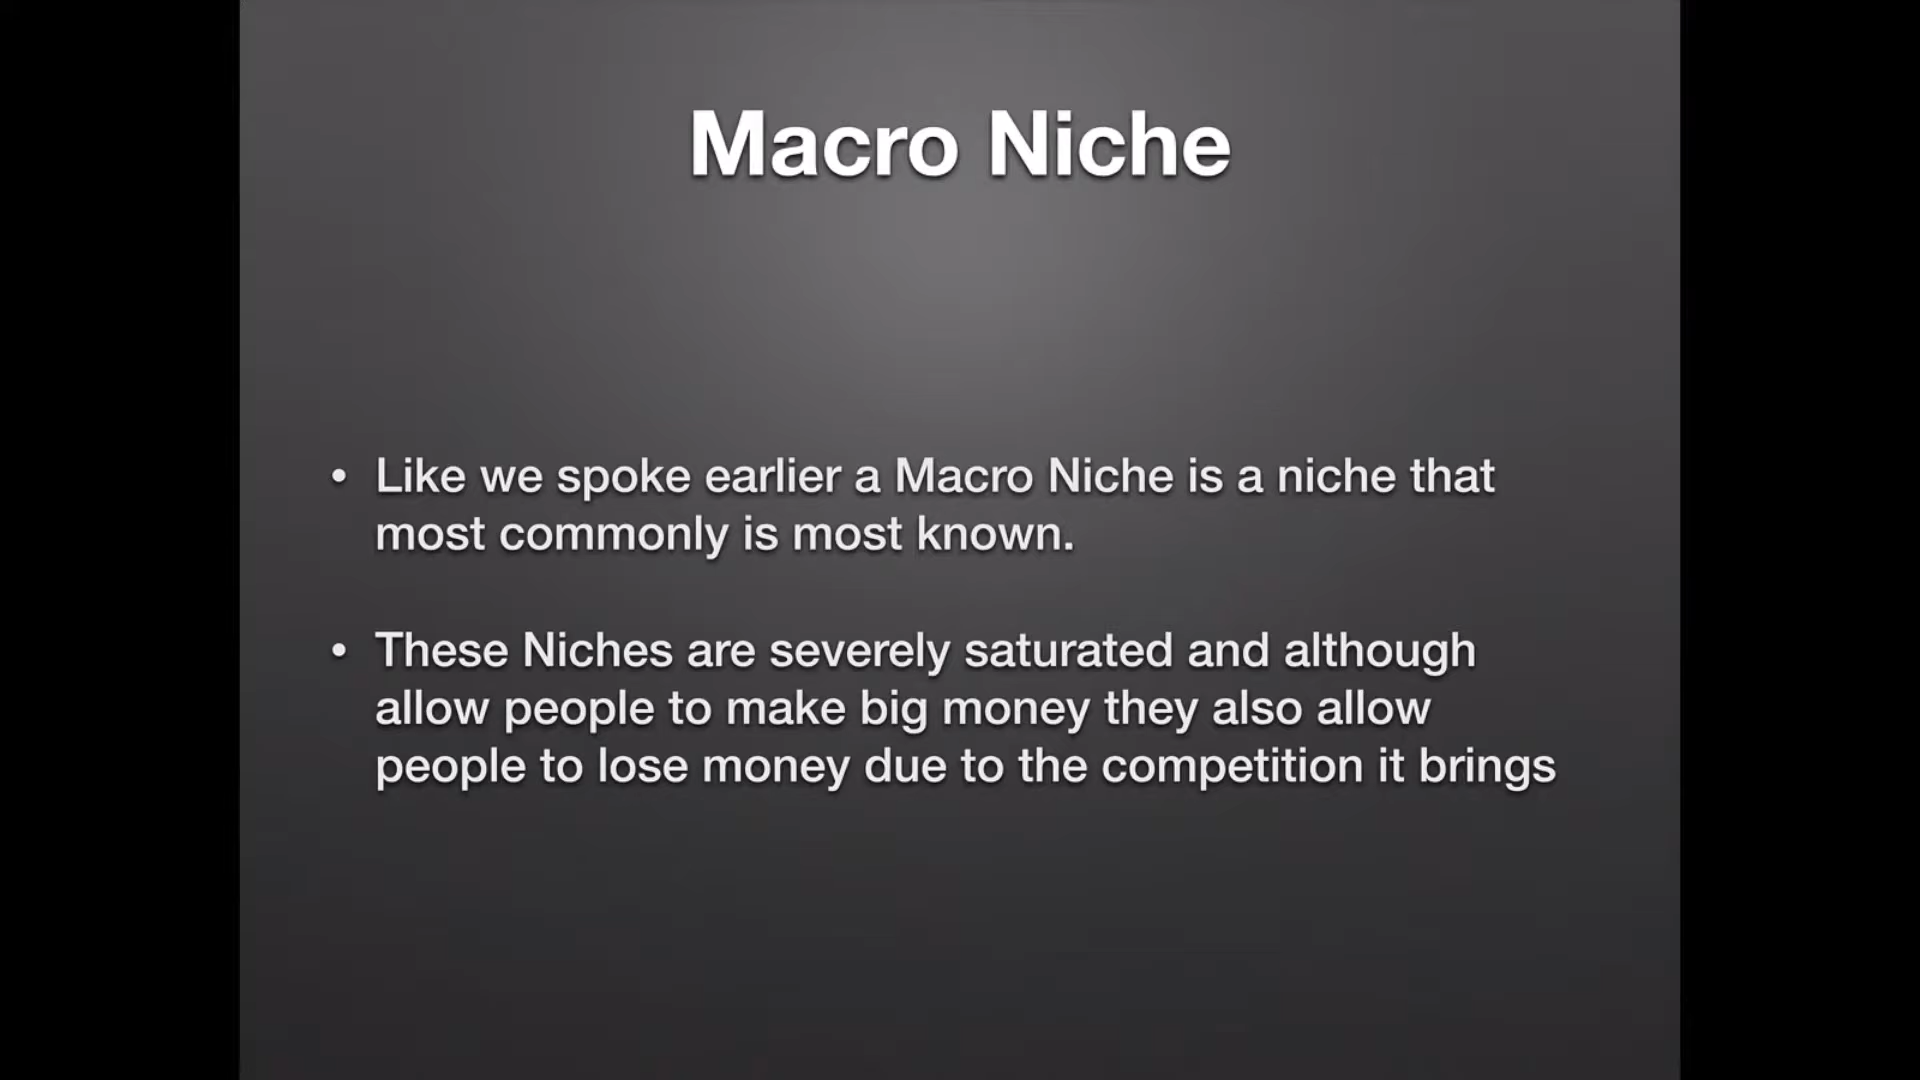 Macro Niche
• Like we spoke earlier a Macro Niche is a niche that
most commonly is most known.
• These Niches are severely saturated and although
allow people to make big money they also allow
people to lose money due to the competition it brings